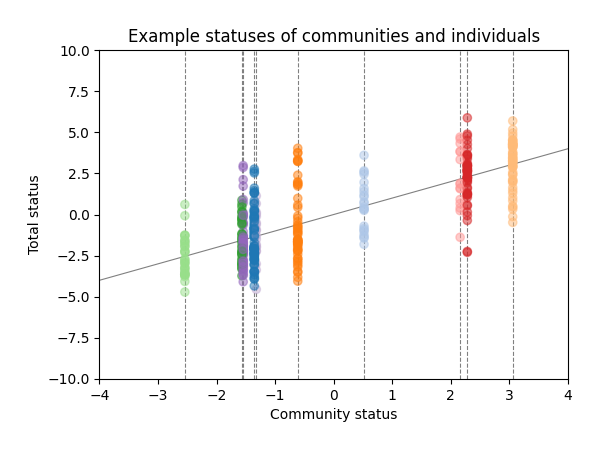 Example statuses of communities and individuals
10.0
7.5
5.0
2.5
0.0
−2.5
−5.0
−7.5
−10.0
Total status
−4 −3 −2 −1 0 1 2 3 4
Community status